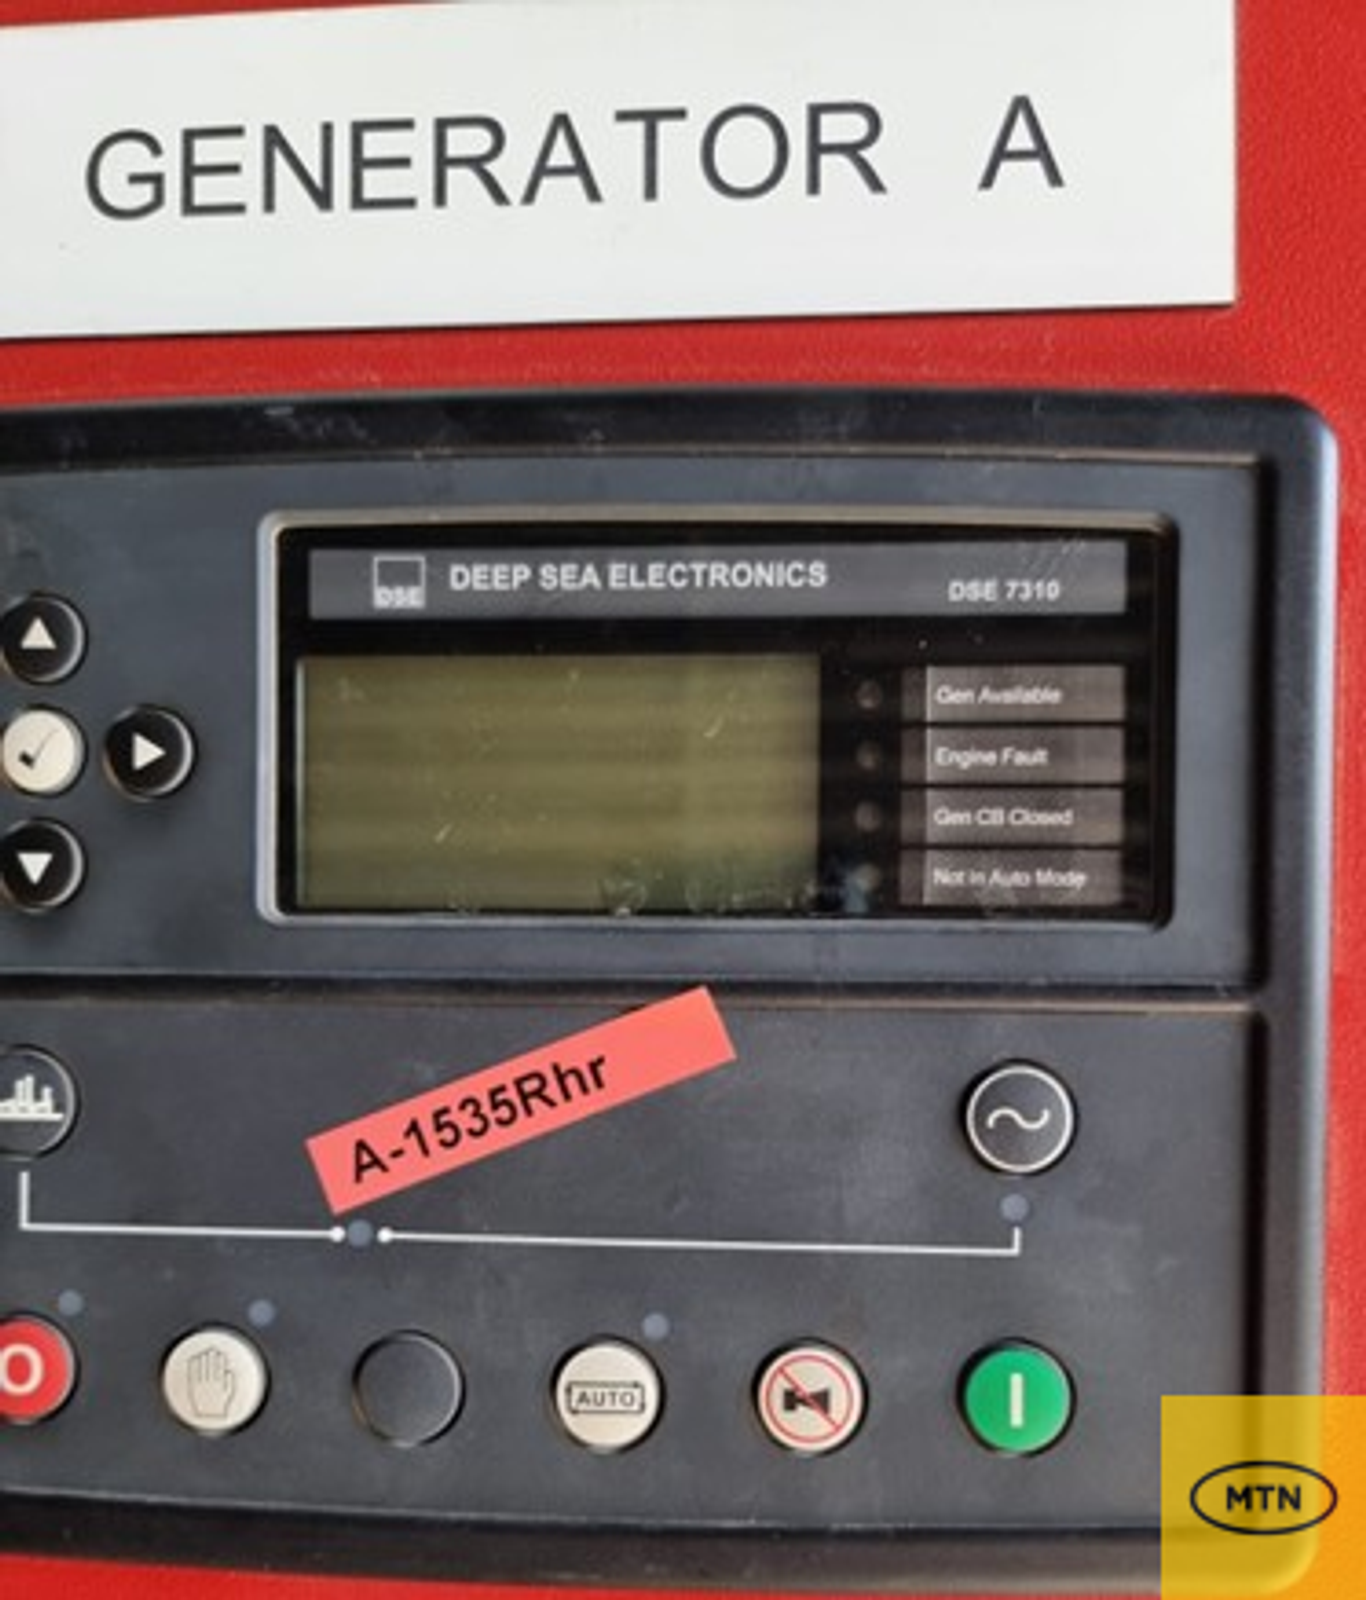 GENERATOR A
DSE DEEP SEA ELECTRONICS DSE 7310
Gen Available
Engine Fault
Gen CB Closed
Not in Auto Mode
A-1535Rhr
O
AUTO
I
MTN